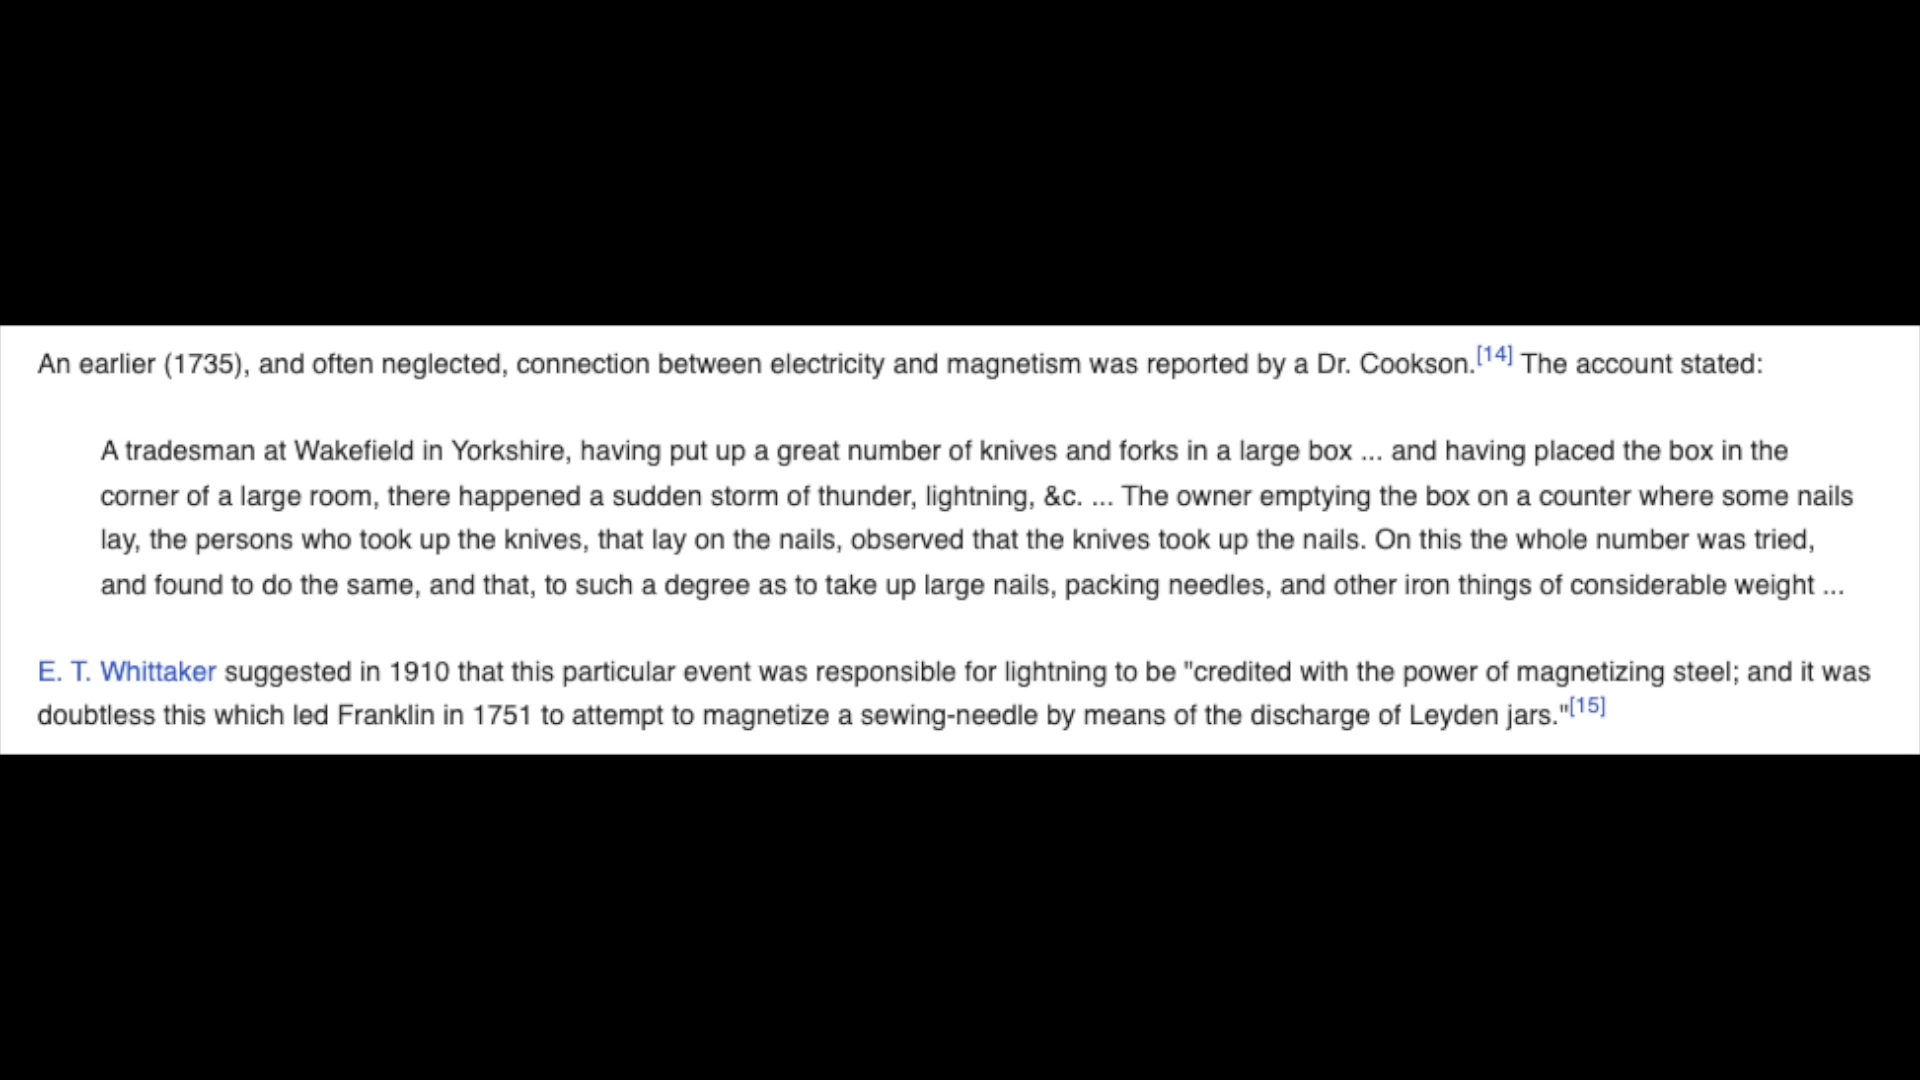 An earlier (1735), and often neglected, connection between electricity and magnetism was reported by a Dr. Cookson.[14] The account stated:
A tradesman at Wakefield in Yorkshire, having put up a great number of knives and forks in a large box ... and having placed the box in the
corner of a large room, there happened a sudden storm of thunder, lightning, &c. ... The owner emptying the box on a counter where some nails
lay, the persons who took up the knives, that lay on the nails, observed that the knives took up the nails. On this the whole number was tried,
and found to do the same, and that, to such a degree as to take up large nails, packing needles, and other iron things of considerable weight ...
E. T. Whittaker suggested in 1910 that this particular event was responsible for lightning to be "credited with the power of magnetizing steel; and it was
doubtless this which led Franklin in 1751 to attempt to magnetize a sewing-needle by means of the discharge of Leyden jars."[15]